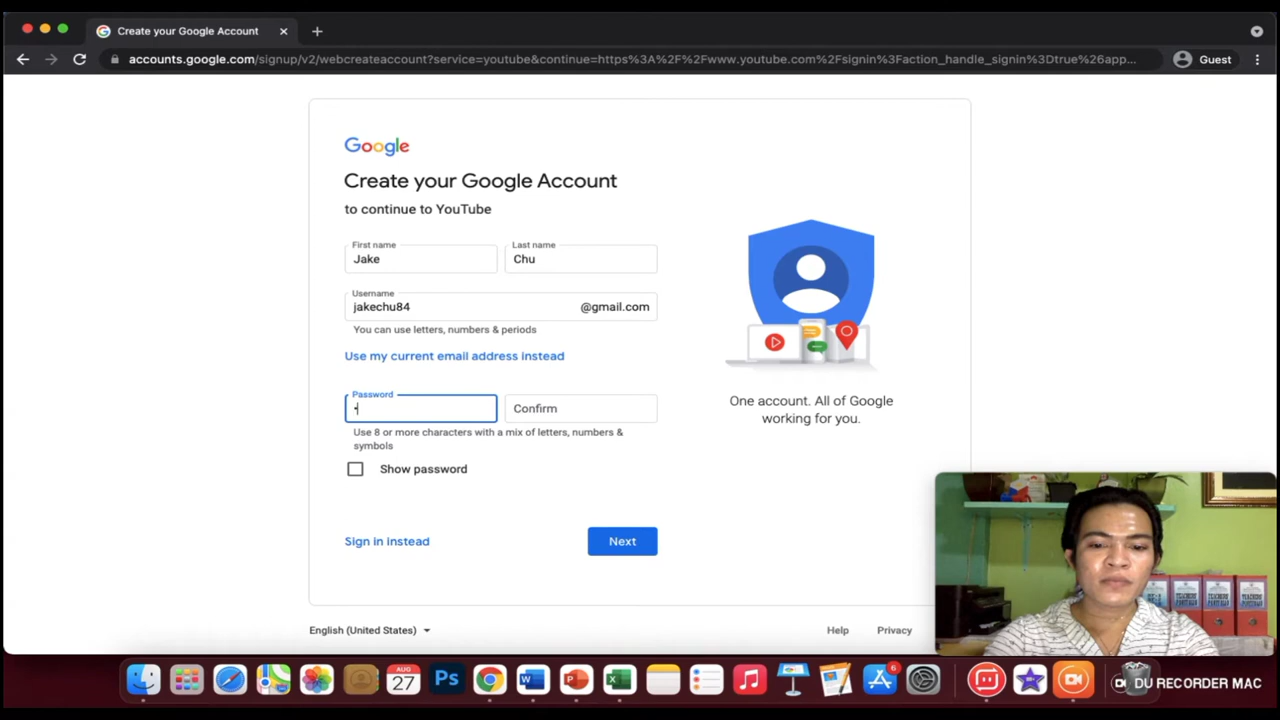 Create your Google Account
accounts.google.com/signup/v2/webcreateaccount?service=youtube&continue=https%3A%2F%2Fwww.youtube.com%2Fsignin%3Faction_handle_signin%3Dtrue%26app...
Guest
Google
Create your Google Account
to continue to YouTube
First name
Last name
Jake
Chu
Username
jakechu84
@gmail.com
You can use letters, numbers & periods
Use my current email address instead
Password
Confirm
Use 8 or more characters with a mix of letters, numbers &
symbols
Show password
Sign in instead
Next
One account. All of Google
working for you.
English (United States)
Help
Privacy
AUG
27
Ps
6
DU RECORDER MAC